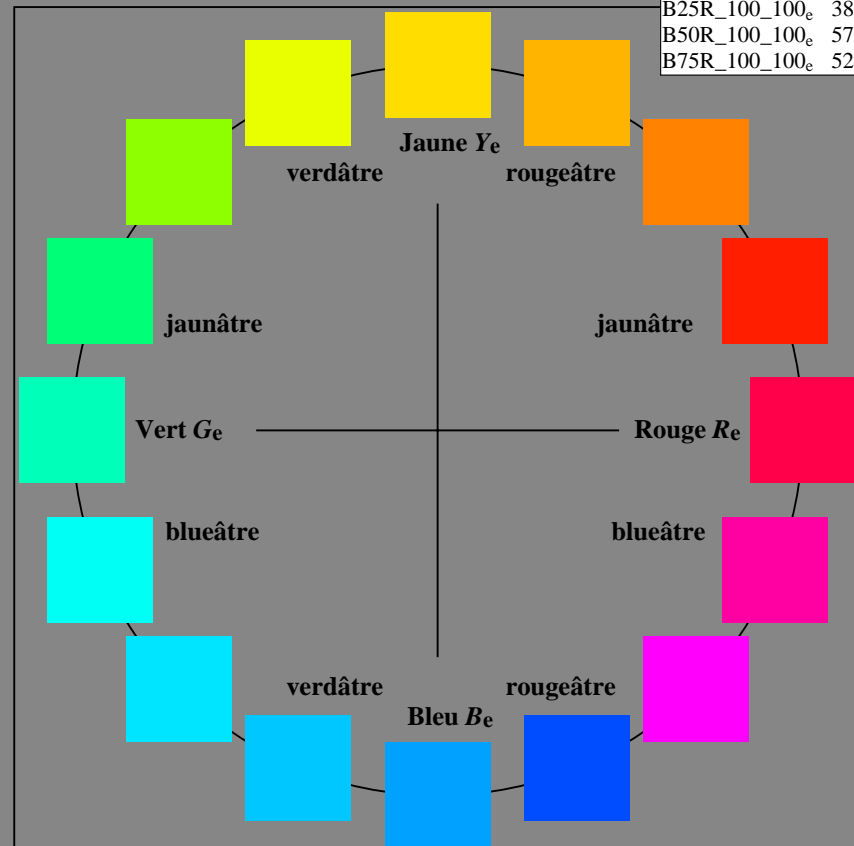 B25R_100_100e 38
B50R_100_100e 57
B75R_100_100e 52
Jaune Ye
verdâtre rougeâtre
jaunâtre jaunâtre
Vert Ge Rouge Re
blueâtre blueâtre
verdâtre rougeâtre
Bleu Be